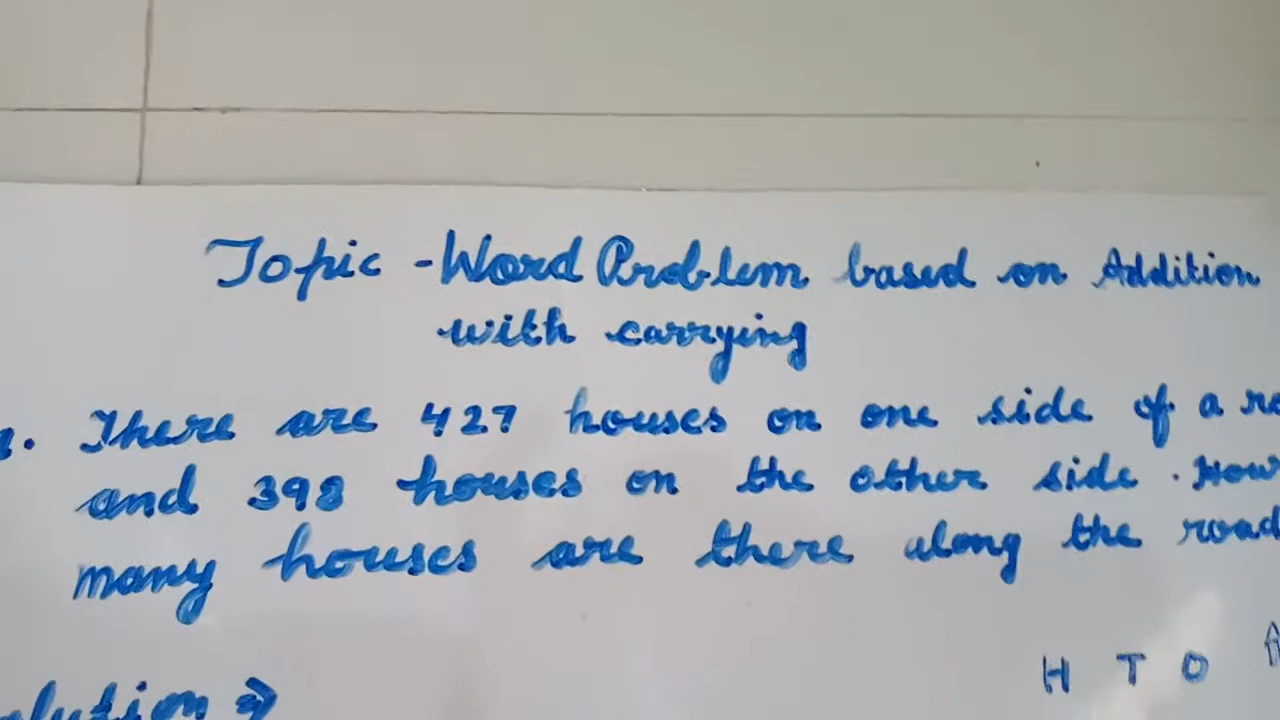 Topic - Word Problem based on Addition
with carrying
There are 427 houses on one side of a
and 398 houses on the other side. How
many houses are there along the road
H T O